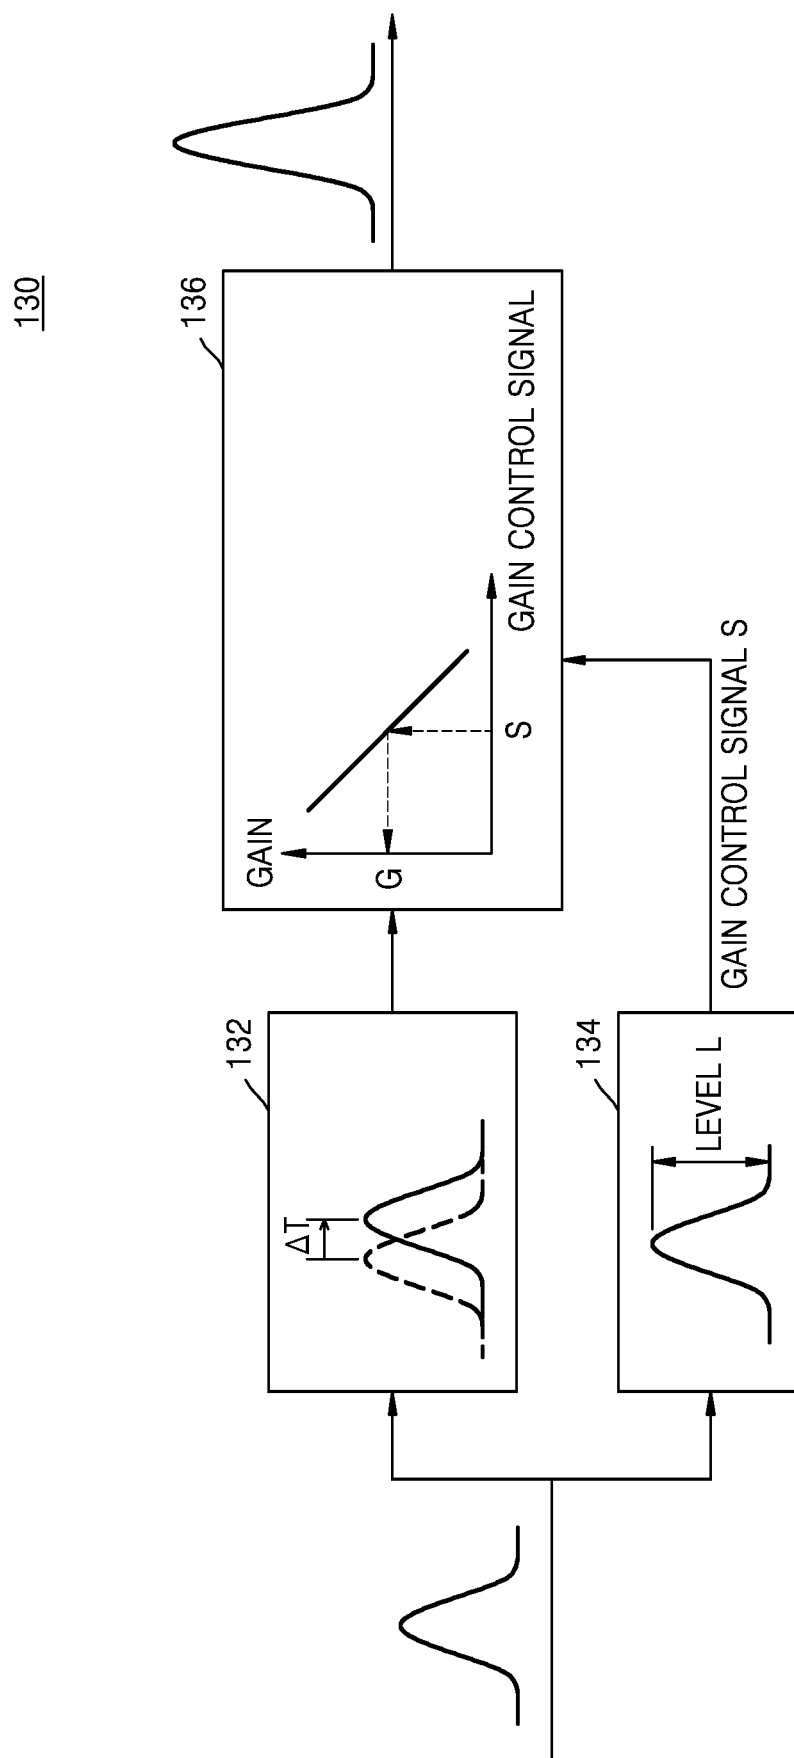 130
136
GAIN
G
S
GAIN CONTROL SIGNAL
132
ΔT
134
LEVEL L
GAIN CONTROL SIGNAL S